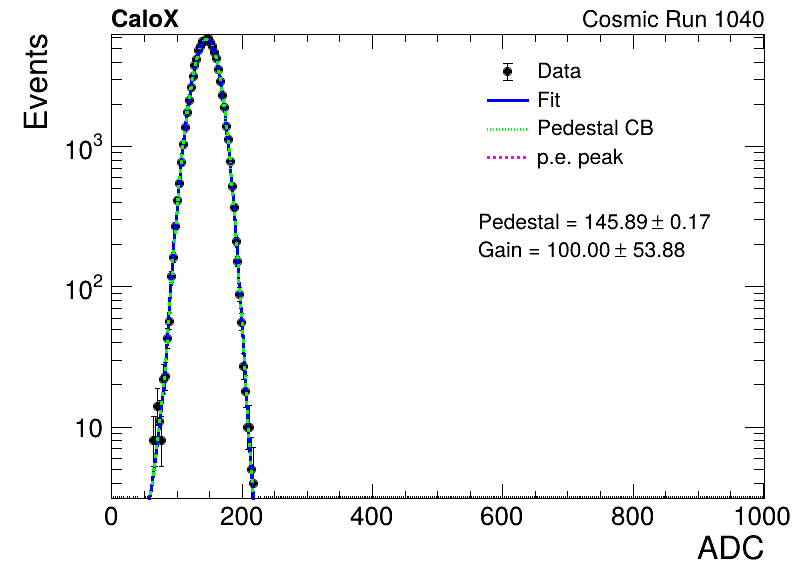 CaloX Cosmic Run 1040
Events
Data
Fit
Pedestal CB
p.e. peak
Pedestal = 145.89 ± 0.17
Gain = 100.00 ± 53.88
10³
10²
10
0 200 400 600 800 1000
ADC